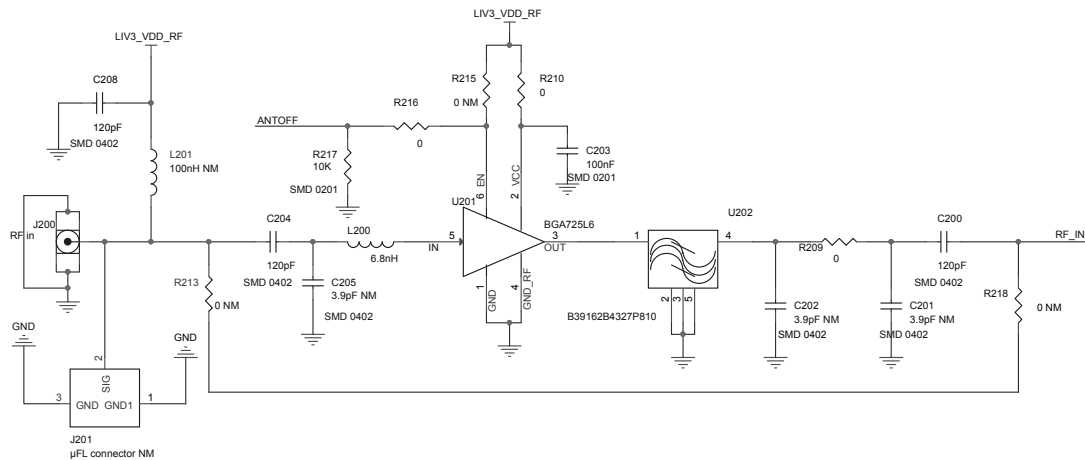 LIV3_VDD_RF
C208
120pF
SMD 0402
L201
100nH NM
J200
RF in
GND
GND
2
SIG
3
GND GND1
1
J201
µFL connector NM
C204
120pF
SMD 0402
R213
0 NM
C205
3.9pF NM
SMD 0402
L200
6.8nH
ANTOFF
R216
0
R217
10K
SMD 0201
LIV3_VDD_RF
R215
0 NM
R210
0
C203
100nF
SMD 0201
6 EN
2 VCC
U201
BGA725L6
5
IN
3
OUT
1
GND
4
GND_RF
U202
1
4
2
3
5
B39162B4327P810
R209
0
C202
3.9pF NM
SMD 0402
C201
3.9pF NM
SMD 0402
C200
120pF
SMD 0402
RF_IN
R218
0 NM